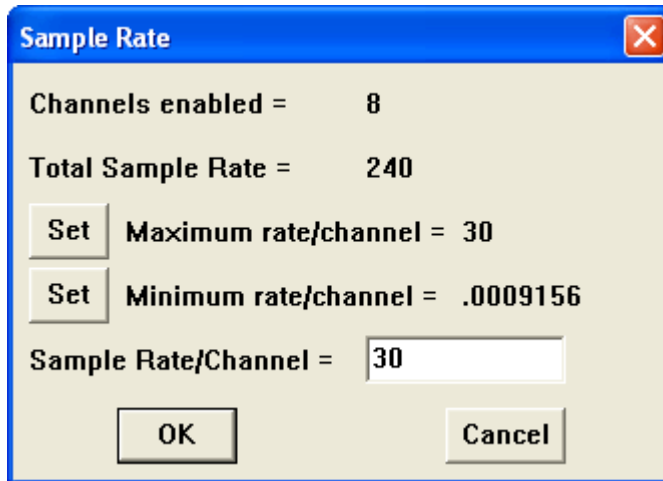 Sample Rate
Channels enabled = 8
Total Sample Rate = 240
Set Maximum rate/channel = 30
Set Minimum rate/channel = .0009156
Sample Rate/Channel = 30
OK Cancel